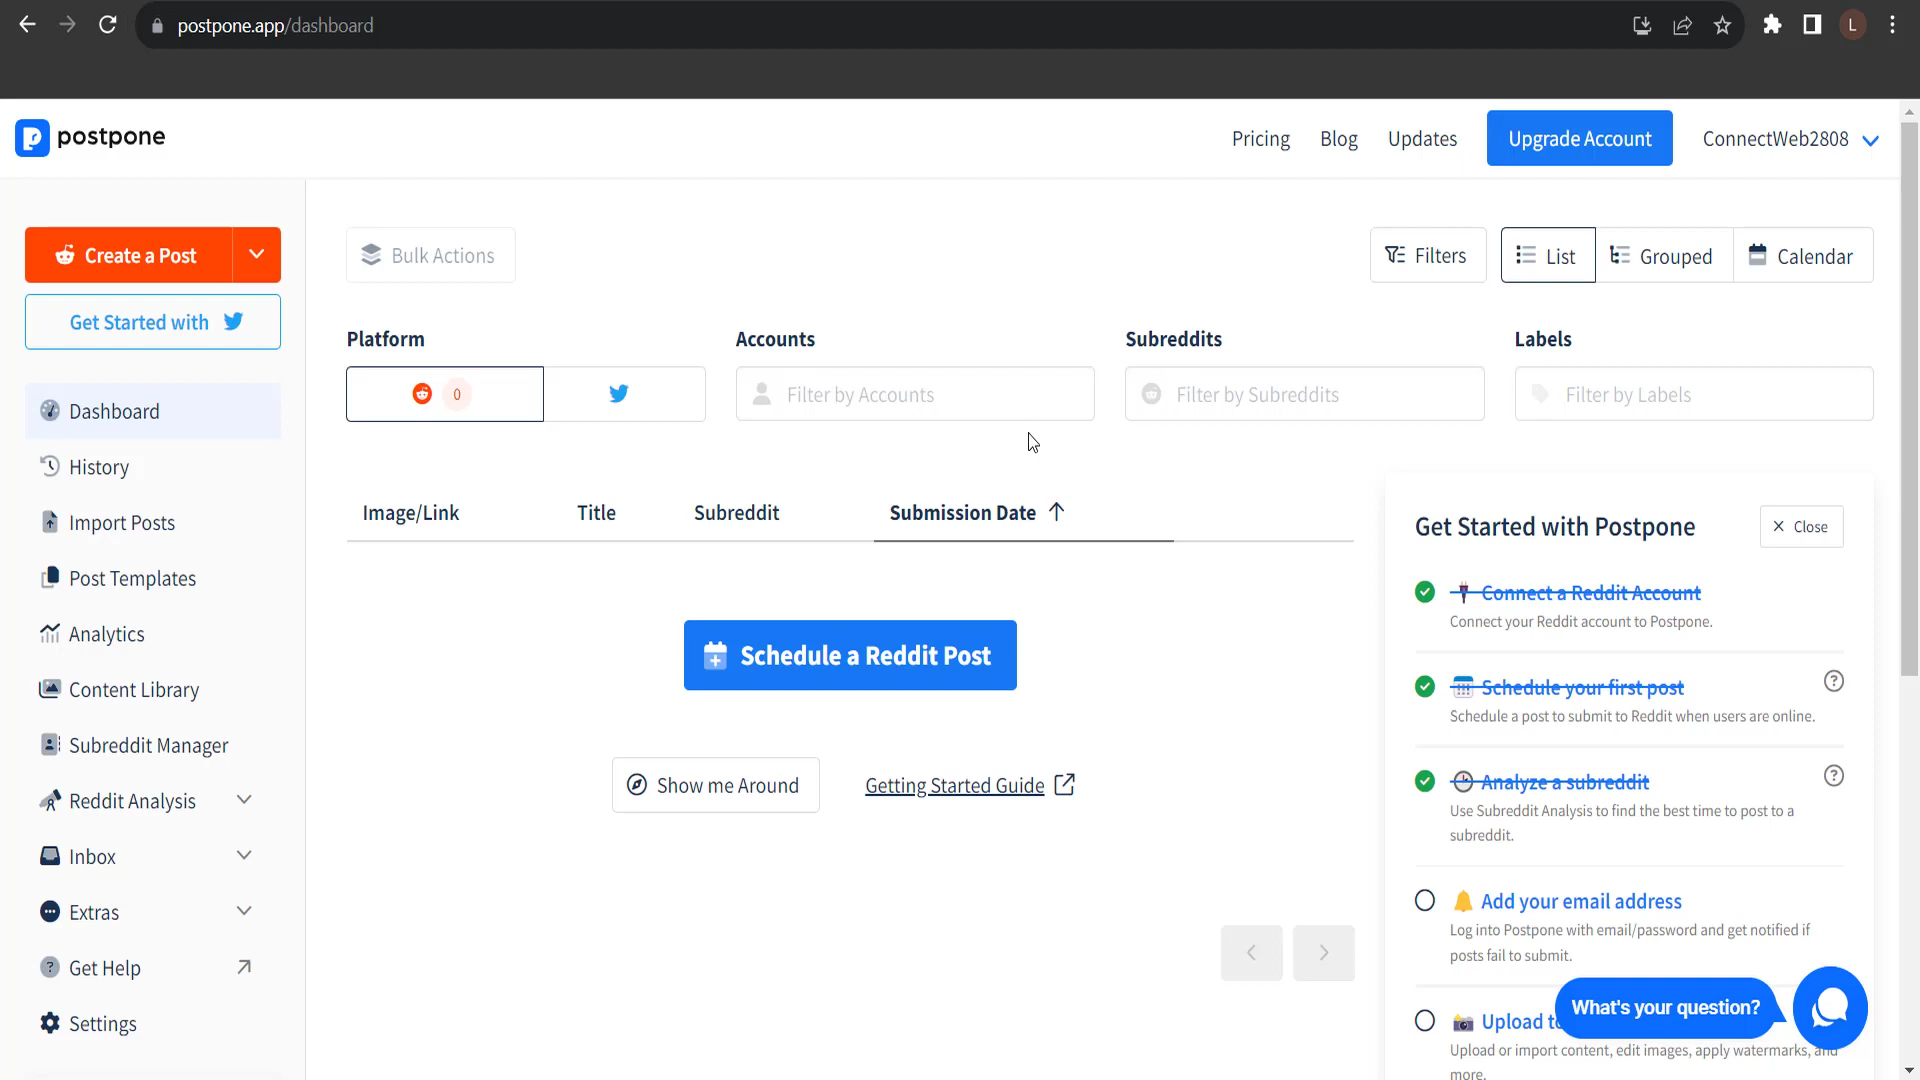 postpone.app/dashboard
L
postpone
Pricing
Blog
Updates
Upgrade Account
ConnectWeb2808
Create a Post
Get Started with
Dashboard
History
Import Posts
Post Templates
Analytics
Content Library
Subreddit Manager
Reddit Analysis
Inbox
Extras
Get Help
Settings
Bulk Actions
Filters
List
Grouped
Calendar
Platform
Accounts
Subreddits
Labels
0
Filter by Accounts
Filter by Subreddits
Filter by Labels
Image/Link
Title
Subreddit
Submission Date
Schedule a Reddit Post
Show me Around
Getting Started Guide
Get Started with Postpone
Close
Connect a Reddit Account
Connect your Reddit account to Postpone.
Schedule your first post
Schedule a post to submit to Reddit when users are online.
Analyze a subreddit
Use Subreddit Analysis to find the best time to post to a
subreddit.
Add your email address
Log into Postpone with email/password and get notified if
posts fail to submit.
What's your question?
Upload
Upload or import content, edit images, apply watermarks, and
more.